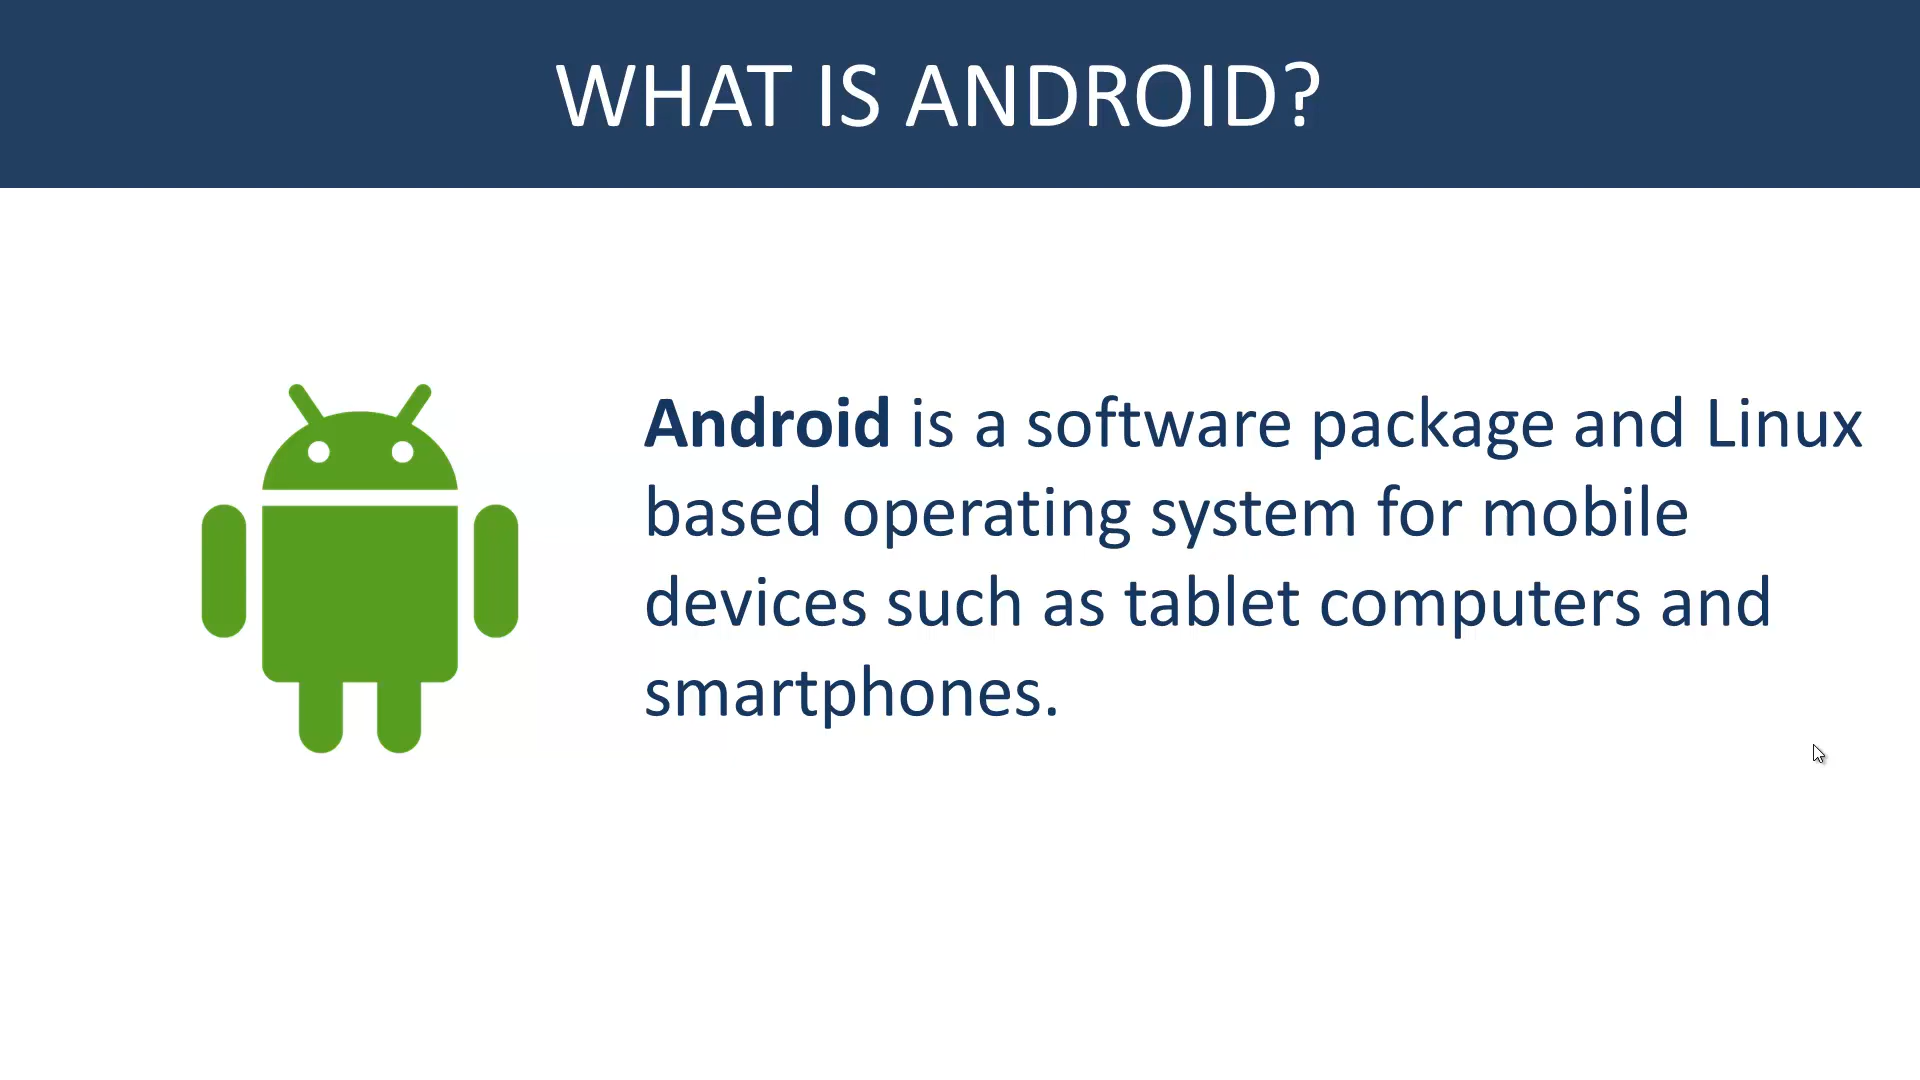 WHAT IS ANDROID?
Android is a software package and Linux
based operating system for mobile
devices such as tablet computers and
smartphones.